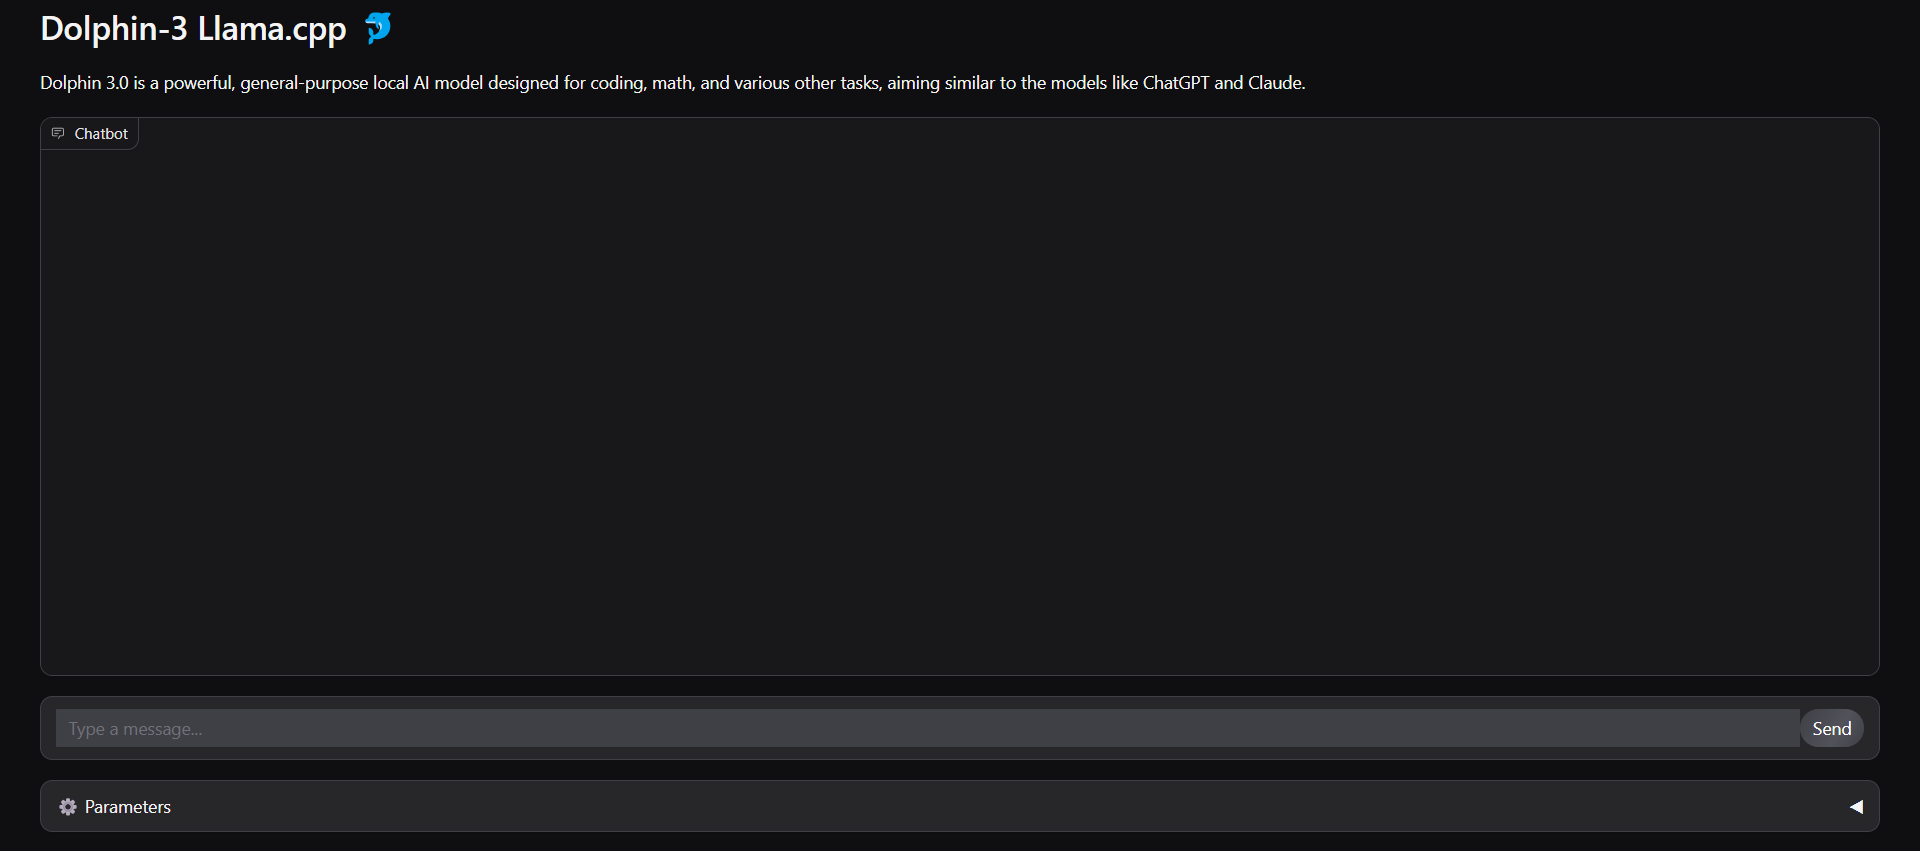 Dolphin-3 Llama.cpp 🐬
Dolphin 3.0 is a powerful, general-purpose local AI model designed for coding, math, and various other tasks, aiming similar to the models like ChatGPT and Claude.
Chatbot
Type a message...
Send
Parameters